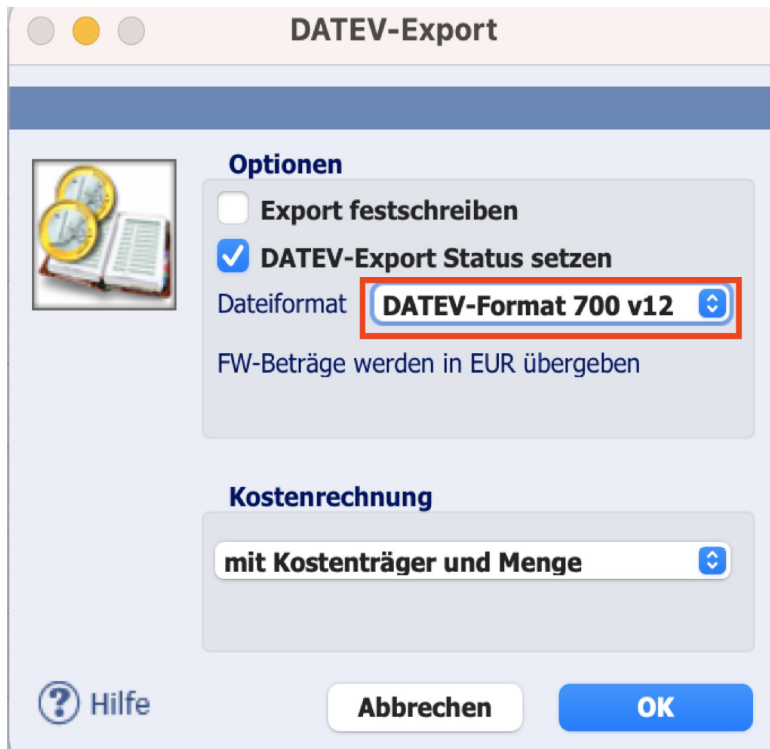 DATEV-Export
Optionen
Export festschreiben
DATEV-Export Status setzen
Dateiformat DATEV-Format 700 v12
FW-Beträge werden in EUR übergeben
Kostenrechnung
mit Kostenträger und Menge
? Hilfe Abbrechen OK